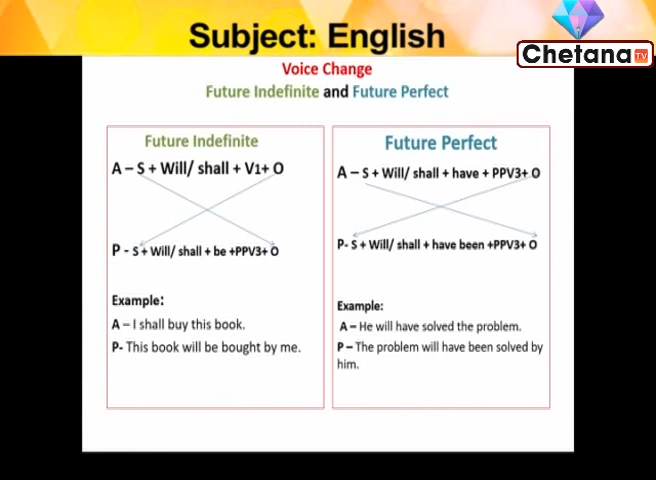 Subject: English
Chetana TV
Voice Change
Future Indefinite and Future Perfect
Future Indefinite
A – S + Will/ shall + V1+ O
P - S + Will/ shall + be +PPV3+ O
Example:
A – I shall buy this book.
P- This book will be bought by me.
Future Perfect
A – S + Will/ shall + have + PPV3+ O
P- S + Will/ shall + have been +PPV3+ O
Example:
A – He will have solved the problem.
P – The problem will have been solved by
him.